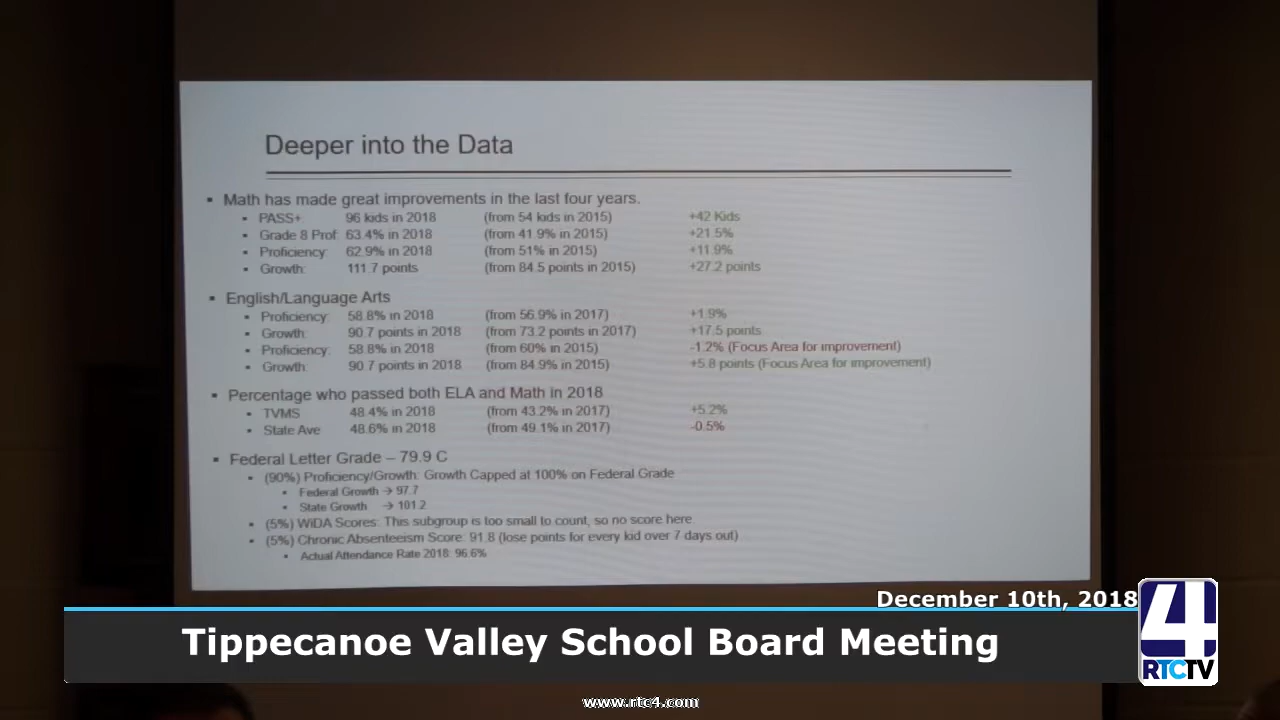 Deeper into the Data
▪ Math has made great improvements in the last four years.
▪ PASS+: 96 kids in 2018 (from 54 kids in 2015) +42 Kids
▪ Grade 8 Prof: 63.4% in 2018 (from 41.9% in 2015) +21.5%
▪ Proficiency: 62.9% in 2018 (from 51% in 2015) +11.9%
▪ Growth: 111.7 points (from 84.5 points in 2015) +27.2 points
▪ English/Language Arts
▪ Proficiency: 58.8% in 2018 (from 56.9% in 2017) +1.9%
▪ Growth: 90.7 points in 2018 (from 73.2 points in 2017) +17.5 points
▪ Proficiency: 58.8% in 2018 (from 60% in 2015) -1.2% (Focus Area for improvement)
▪ Growth: 90.7 points in 2018 (from 84.9% in 2015) +5.8 points (Focus Area for improvement)
▪ Percentage who passed both ELA and Math in 2018
▪ TVMS 48.4% in 2018 (from 43.2% in 2017) +5.2%
▪ State Ave 48.6% in 2018 (from 49.1% in 2017) -0.5%
▪ Federal Letter Grade – 79.9 C
▪ (90%) Proficiency/Growth: Growth Capped at 100% on Federal Grade
▪ Federal Growth → 97.7
▪ State Growth → 101.2
▪ (5%) WiDA Scores: This subgroup is too small to count, so no score here.
▪ (5%) Chronic Absenteeism Score: 91.8 (lose points for every kid over 7 days out)
▪ Actual Attendance Rate 2018: 96.6%
December 10th, 2018
Tippecanoe Valley School Board Meeting
4
RTCTV
www.rtc4.com